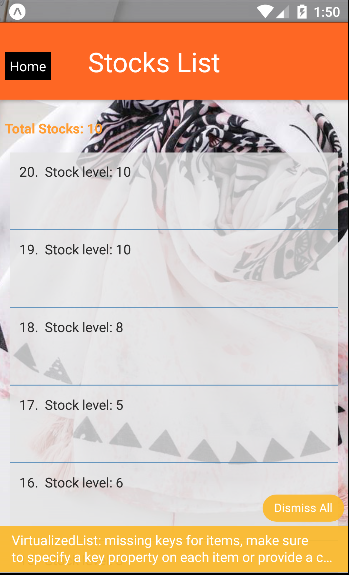 1:50
Home
Stocks List
Total Stocks: 10
20. Stock level: 10
19. Stock level: 10
18. Stock level: 8
17. Stock level: 5
16. Stock level: 6
Dismiss All
VirtualizedList: missing keys for items, make sure
to specify a key property on each item or provide a c...